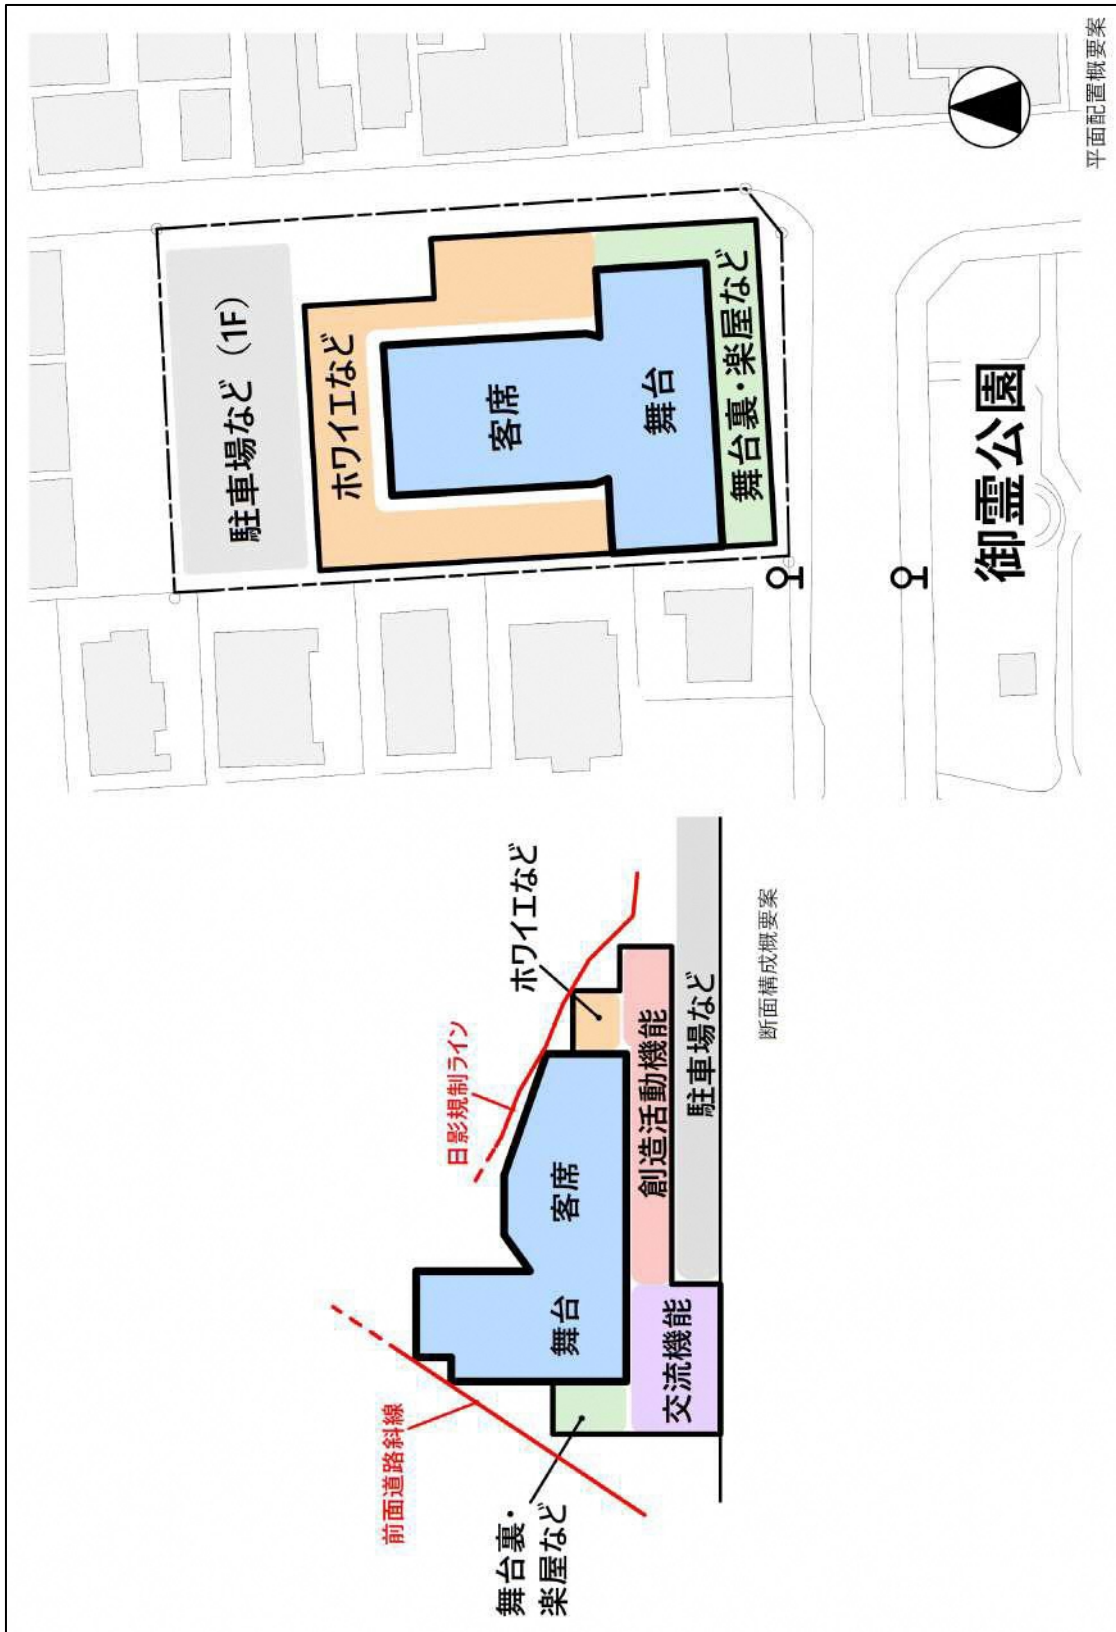 前面道路斜線
日影規制ライン
ホワイエなど
舞台
客席
舞台裏・
楽屋など
交流機能
創造活動機能
駐車場など
断面構成概要案
駐車場など（1F）
ホワイエなど
客席
舞台
舞台裏・楽屋など
御霊公園
平面配置概要案